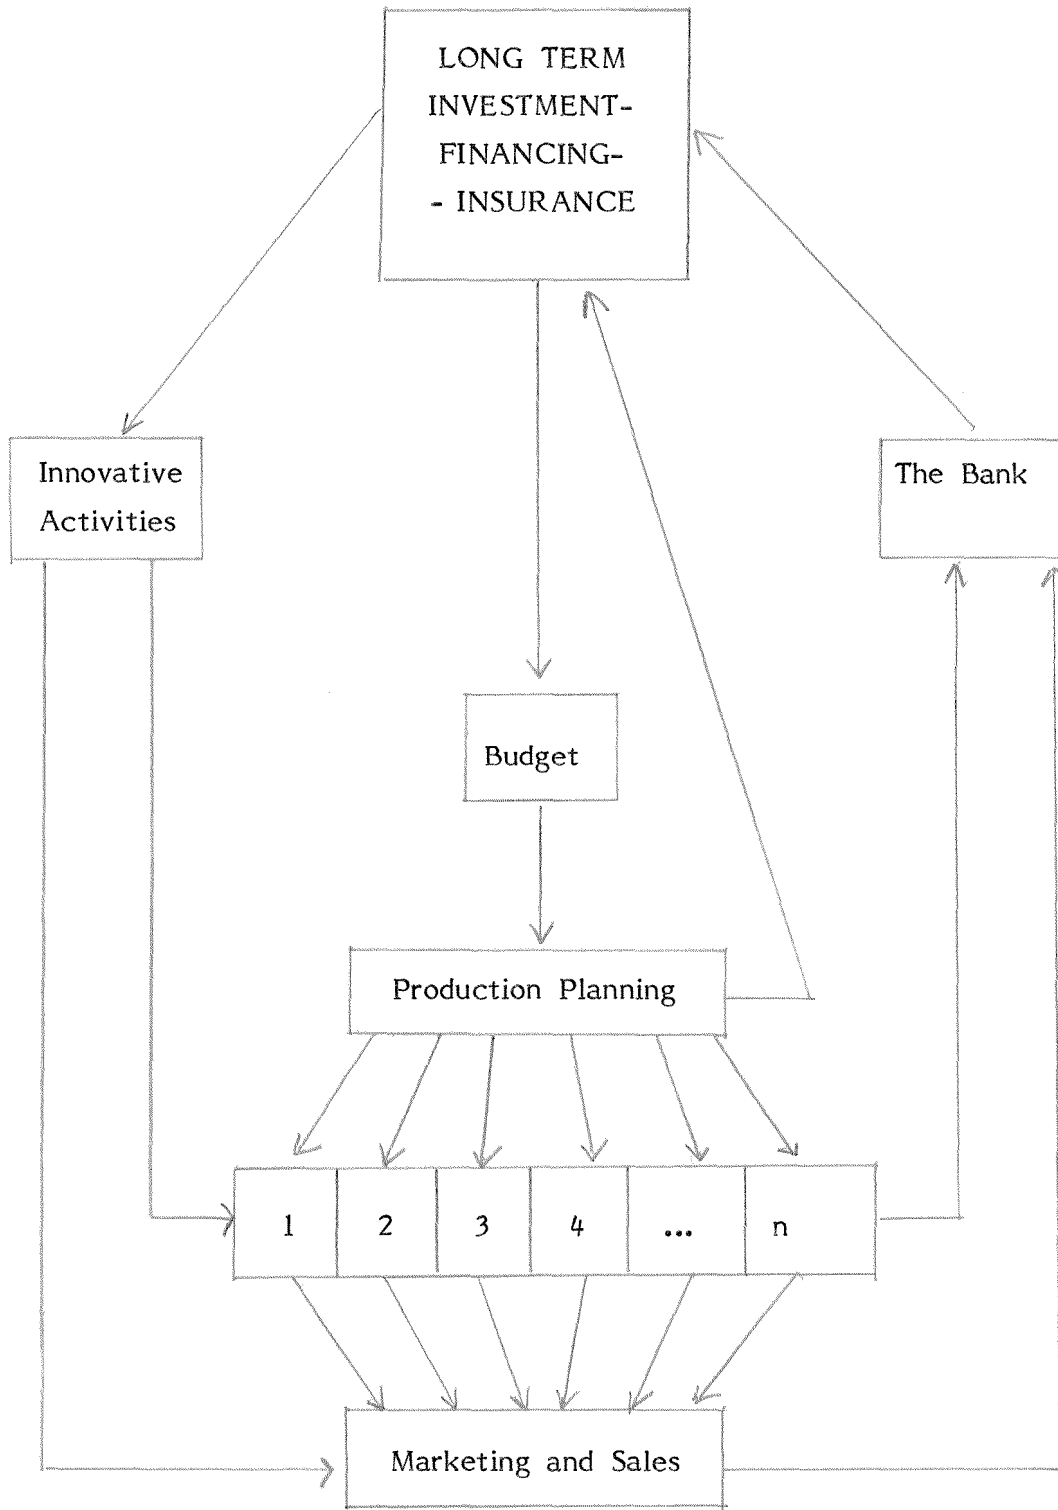 LONG TERM
INVESTMENT-
FINANCING-
- INSURANCE
Innovative
Activities
The Bank
Budget
Production Planning
1 2 3 4 ... n
Marketing and Sales